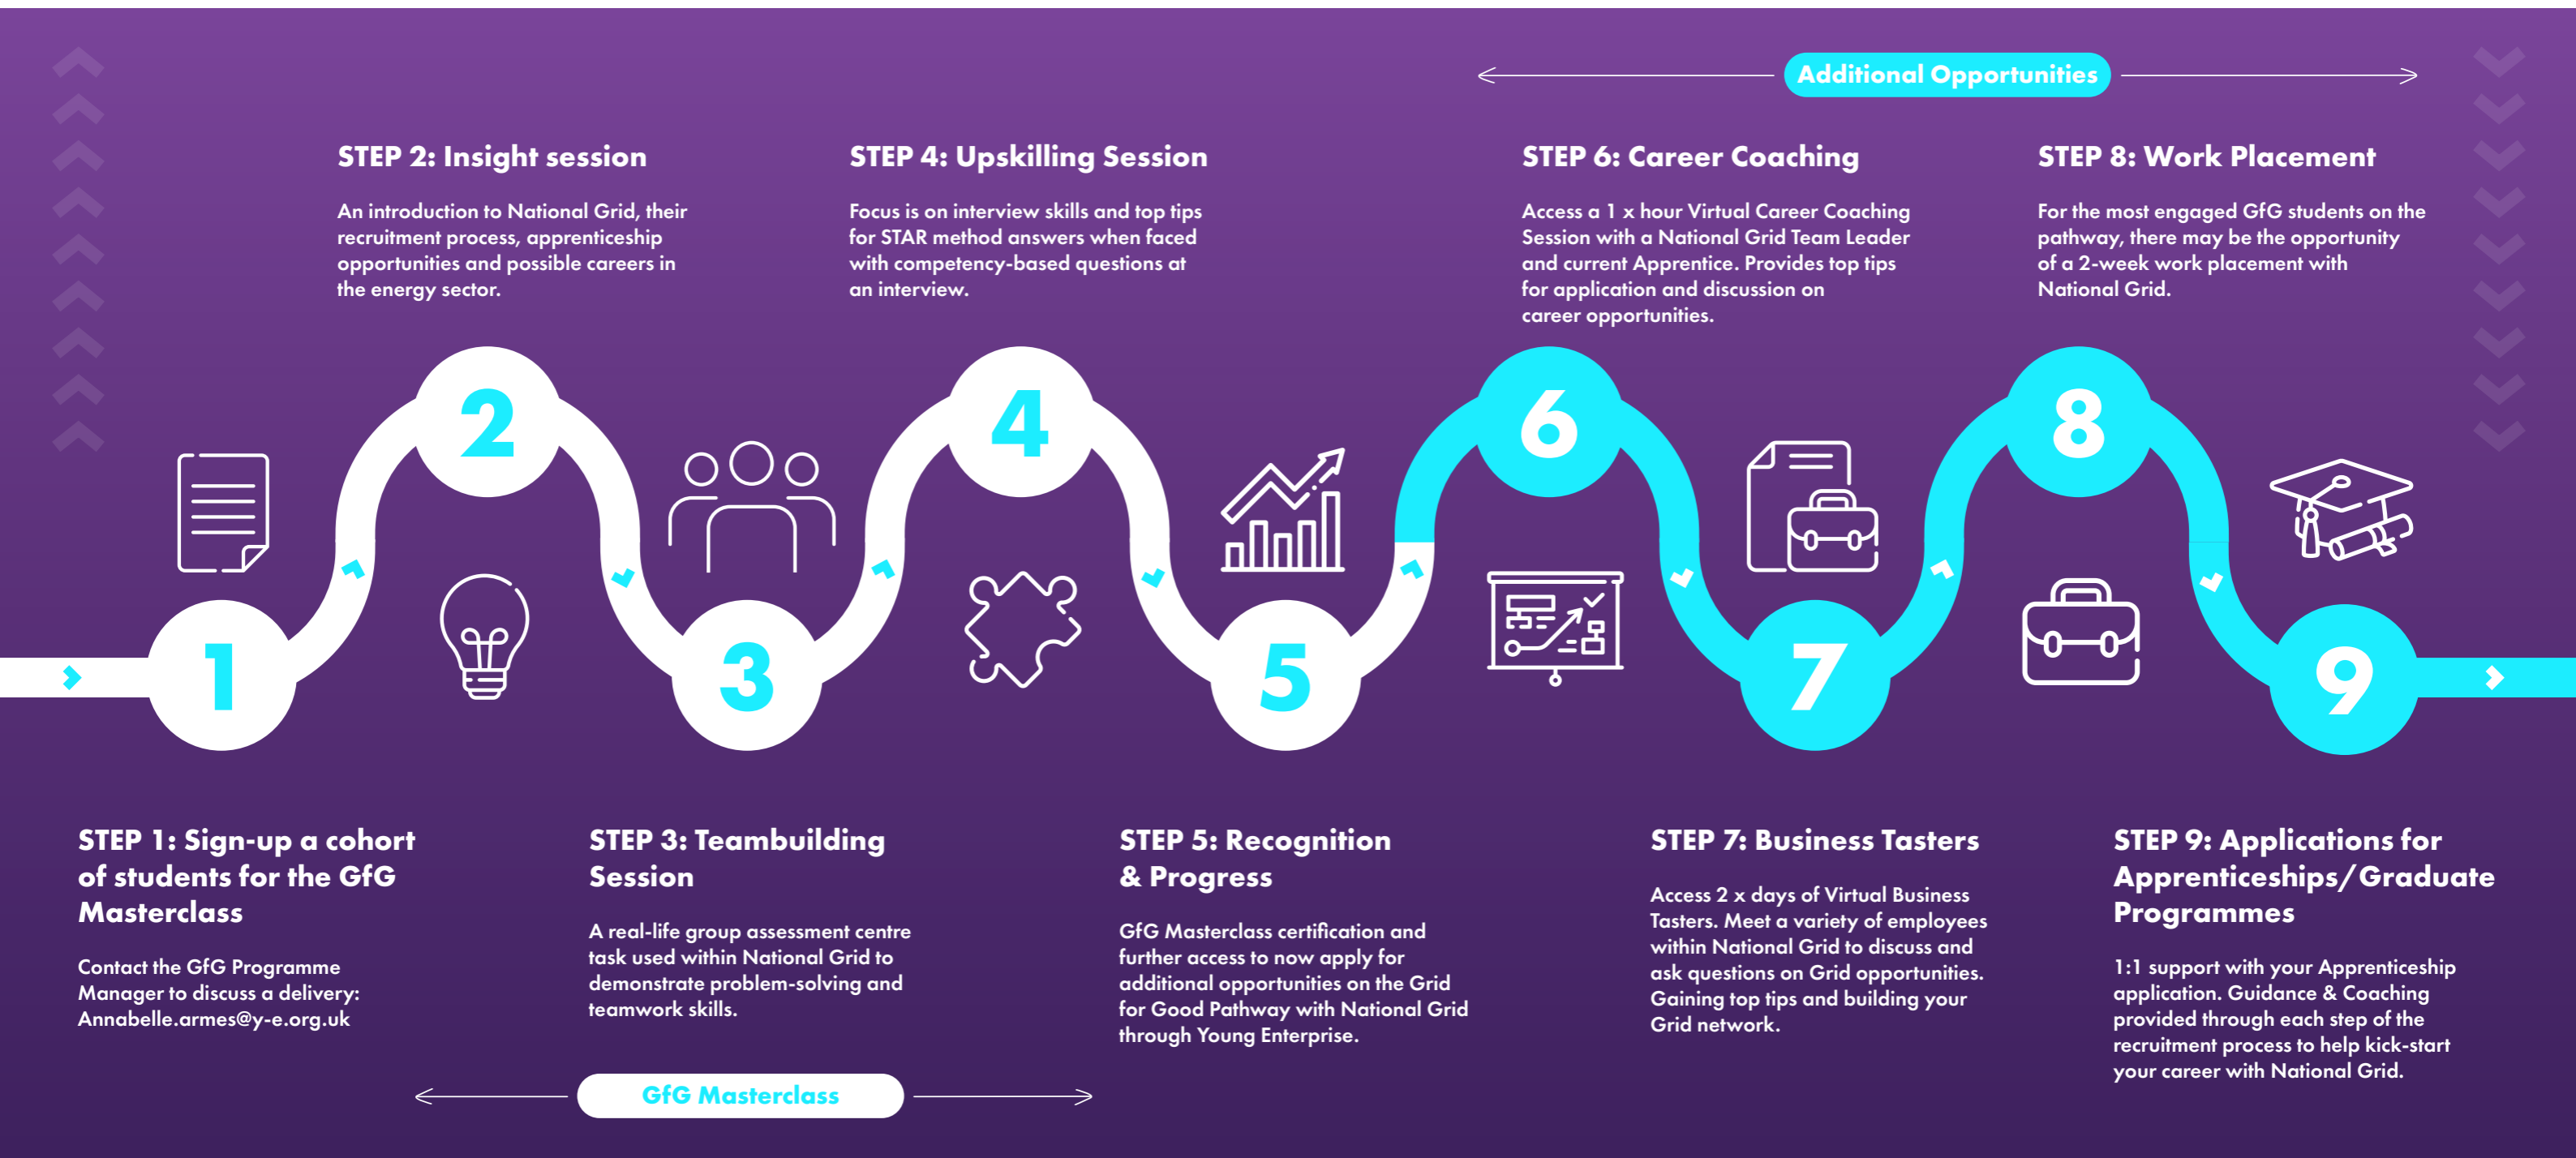 Additional Opportunities
STEP 2: Insight session
An introduction to National Grid, their
recruitment process, apprenticeship
opportunities and possible careers in
the energy sector.
STEP 4: Upskilling Session
Focus is on interview skills and top tips
for STAR method answers when faced
with competency-based questions at
an interview.
STEP 6: Career Coaching
Access a 1 x hour Virtual Career Coaching
Session with a National Grid Team Leader
and current Apprentice. Provides top tips
for application and discussion on
career opportunities.
STEP 8: Work Placement
For the most engaged GfG students on the
pathway, there may be the opportunity
of a 2-week work placement with
National Grid.
2
4
6
8
1
3
5
7
9
STEP 1: Sign-up a cohort
of students for the GfG
Masterclass
Contact the GfG Programme
Manager to discuss a delivery:
Annabelle.armes@y-e.org.uk
STEP 3: Teambuilding
Session
A real-life group assessment centre
task used within National Grid to
demonstrate problem-solving and
teamwork skills.
STEP 5: Recognition
& Progress
GfG Masterclass certification and
further access to now apply for
additional opportunities on the Grid
for Good Pathway with National Grid
through Young Enterprise.
STEP 7: Business Tasters
Access 2 x days of Virtual Business
Tasters. Meet a variety of employees
within National Grid to discuss and
ask questions on Grid opportunities.
Gaining top tips and building your
Grid network.
STEP 9: Applications for
Apprenticeships/Graduate
Programmes
1:1 support with your Apprenticeship
application. Guidance & Coaching
provided through each step of the
recruitment process to help kick-start
your career with National Grid.
GfG Masterclass